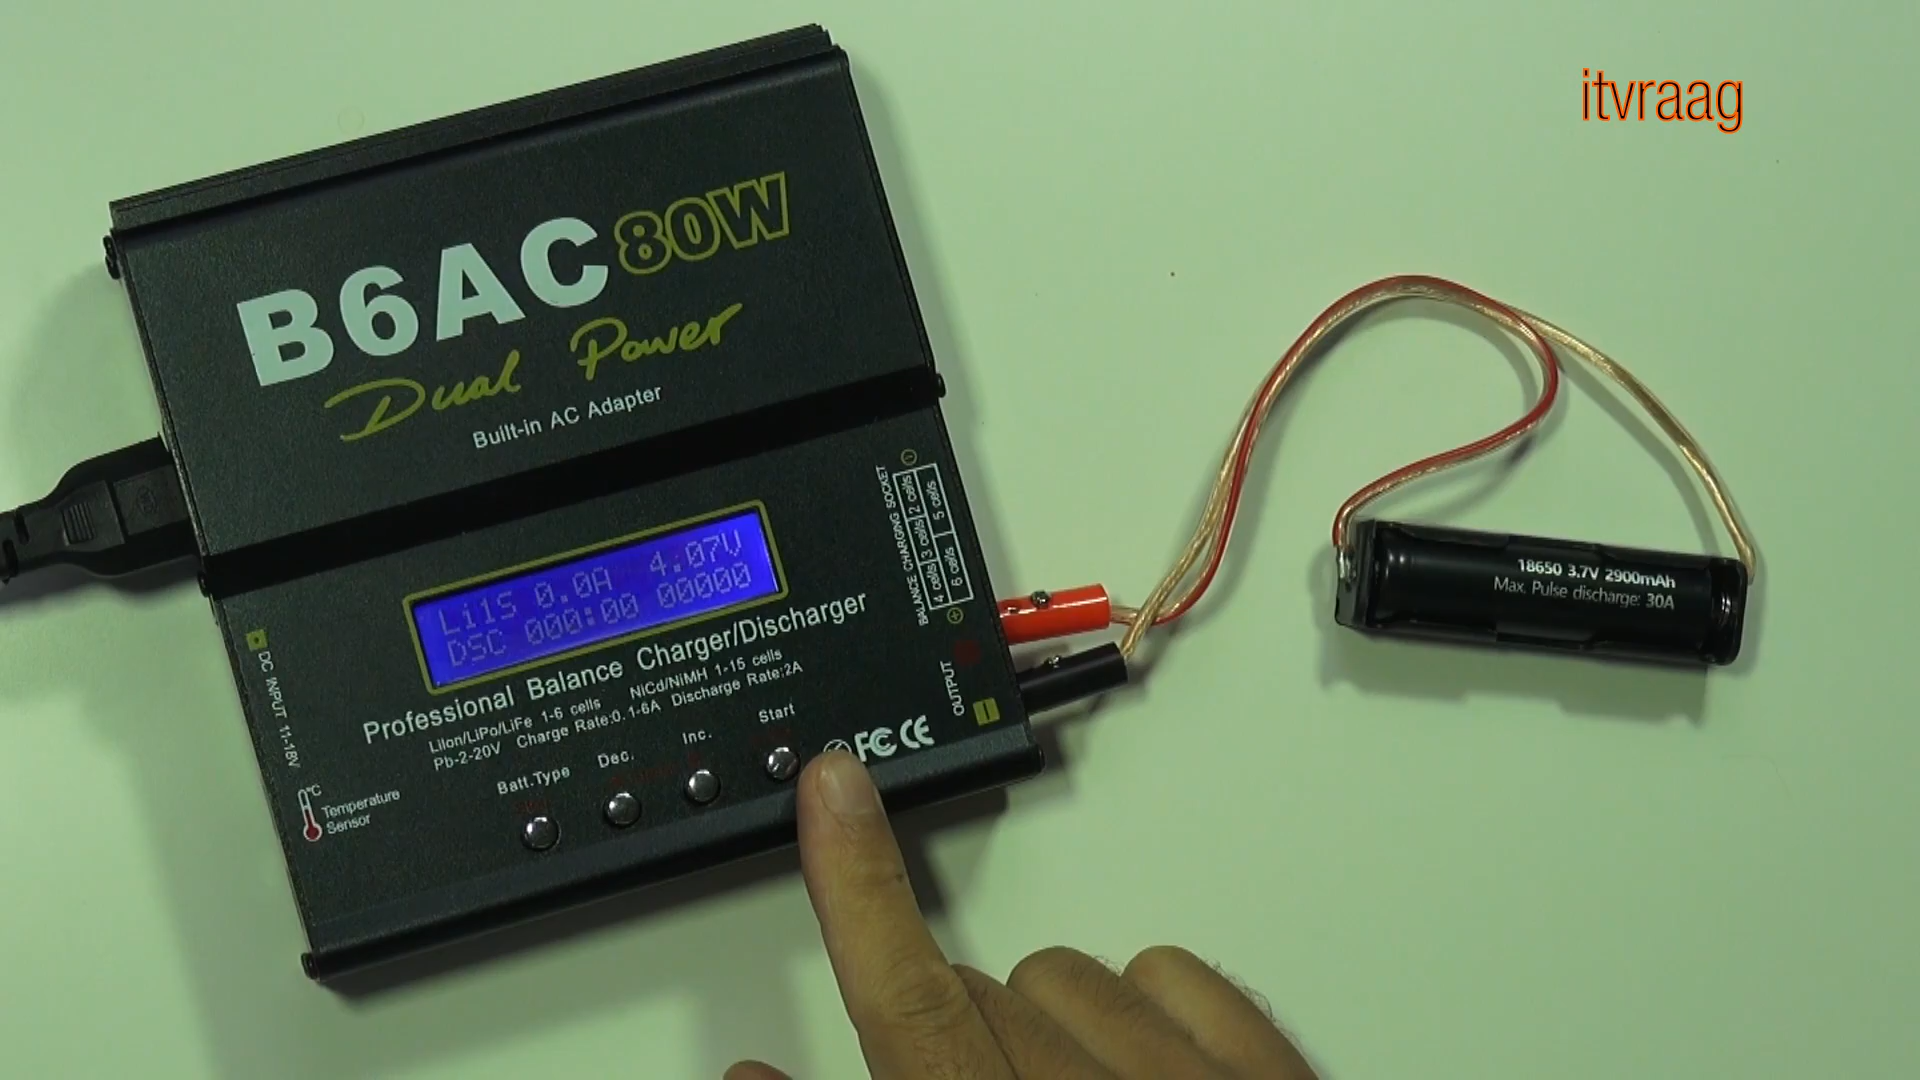 itvraag
B6AC 80W
Dual Power
Built-in AC Adapter
Li1S 0.0A 4.07V
DSC 000:00 00000
Professional Balance Charger/Discharger
LiIon/LiPo/LiFe 1-6 cells NiCd/NiMH 1-15 cells
Pb-2-20V Charge Rate:0.1-6A Discharge Rate:2A
Batt.Type
Dec.
Inc.
Start
FC CE
DC INPUT 11-18V
°C
Temperature
Sensor
BALANCE CHARGING SOCKET
4 cells 3 cells 2 cells
6 cells 5 cells
OUTPUT
18650 3.7V 2900mAh
Max. Pulse discharge: 30A